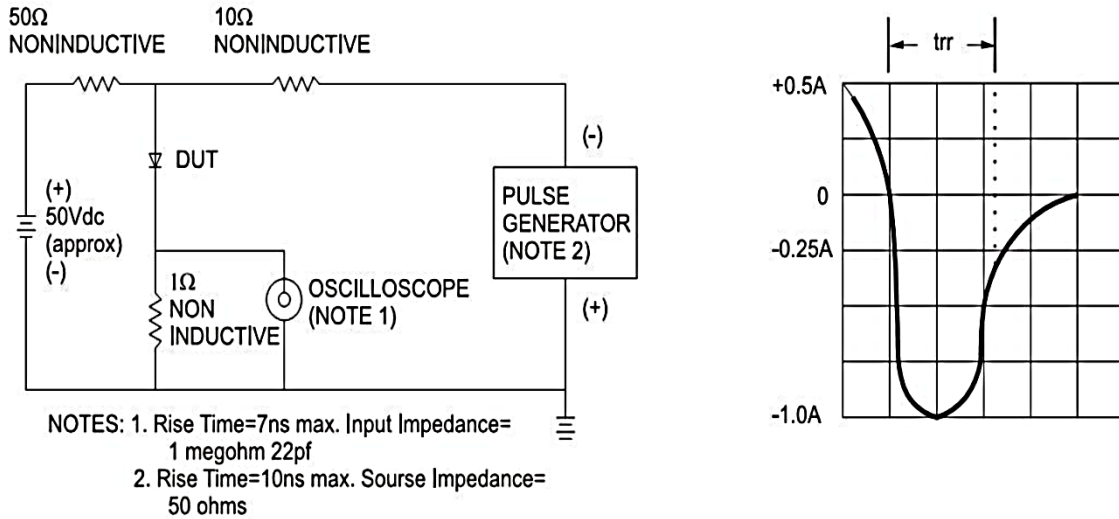 50Ω
NONINDUCTIVE
10Ω
NONINDUCTIVE
DUT
(+)
50Vdc
(approx)
(-)
1Ω
NON
INDUCTIVE
OSCILLOSCOPE
(NOTE 1)
(-)
PULSE
GENERATOR
(NOTE 2)
(+)
NOTES: 1. Rise Time=7ns max. Input Impedance=
1 megohm 22pf
2. Rise Time=10ns max. Sourse Impedance=
50 ohms
trr
+0.5A
0
-0.25A
-1.0A